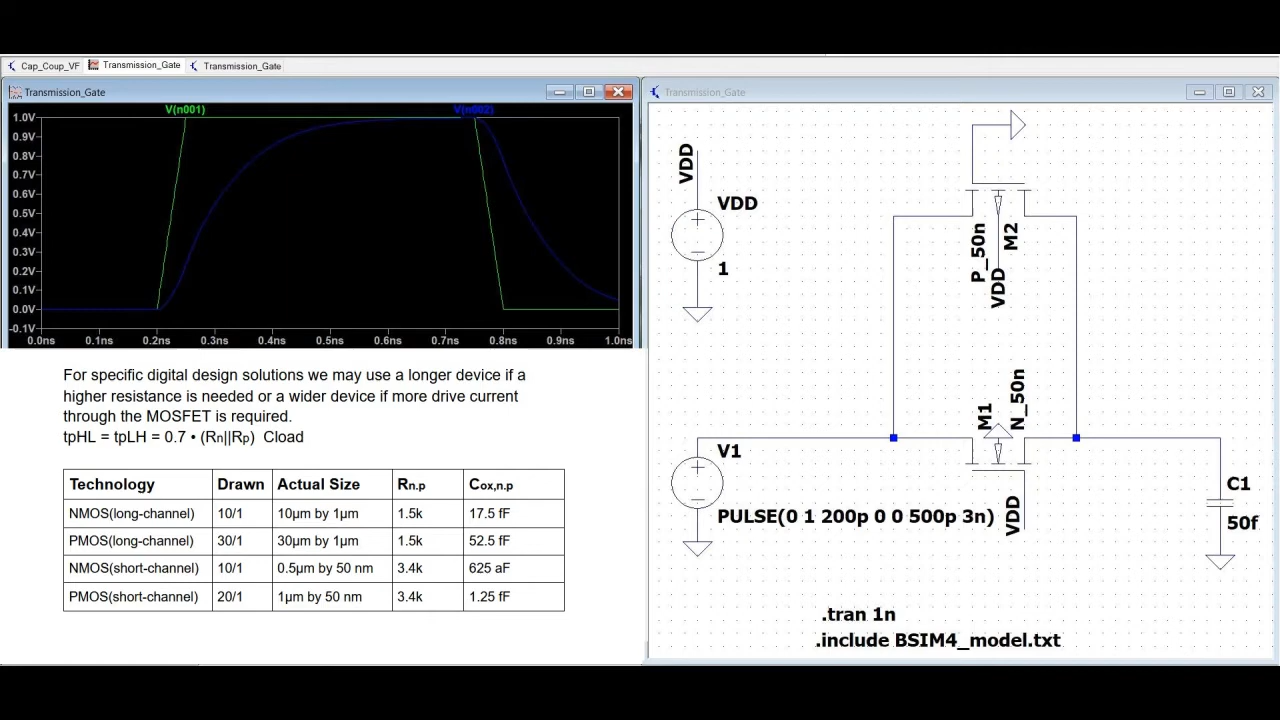 Cap_Coup_VF Transmission_Gate Transmission_Gate
Transmission_Gate
V(n001) V(n002)
1.0V
0.9V
0.8V
0.7V
0.6V
0.5V
0.4V
0.3V
0.2V
0.1V
0.0V
-0.1V
0.0ns 0.1ns 0.2ns 0.3ns 0.4ns 0.5ns 0.6ns 0.7ns 0.8ns 0.9ns 1.0ns
For specific digital design solutions we may use a longer device if a
higher resistance is needed or a wider device if more drive current
through the MOSFET is required.
tpHL = tpLH = 0.7 • (Rn||Rp) Cload
Technology Drawn Actual Size Rn.p Cox,n.p
NMOS(long-channel) 10/1 10µm by 1µm 1.5k 17.5 fF
PMOS(long-channel) 30/1 30µm by 1µm 1.5k 52.5 fF
NMOS(short-channel) 10/1 0.5µm by 50 nm 3.4k 625 aF
PMOS(short-channel) 20/1 1µm by 50 nm 3.4k 1.25 fF
Transmission_Gate
VDD
VDD
1
P_50n
M2
VDD
M1
N_50n
V1
PULSE(0 1 200p 0 0 500p 3n)
VDD
C1
50f
.tran 1n
.include BSIM4_model.txt